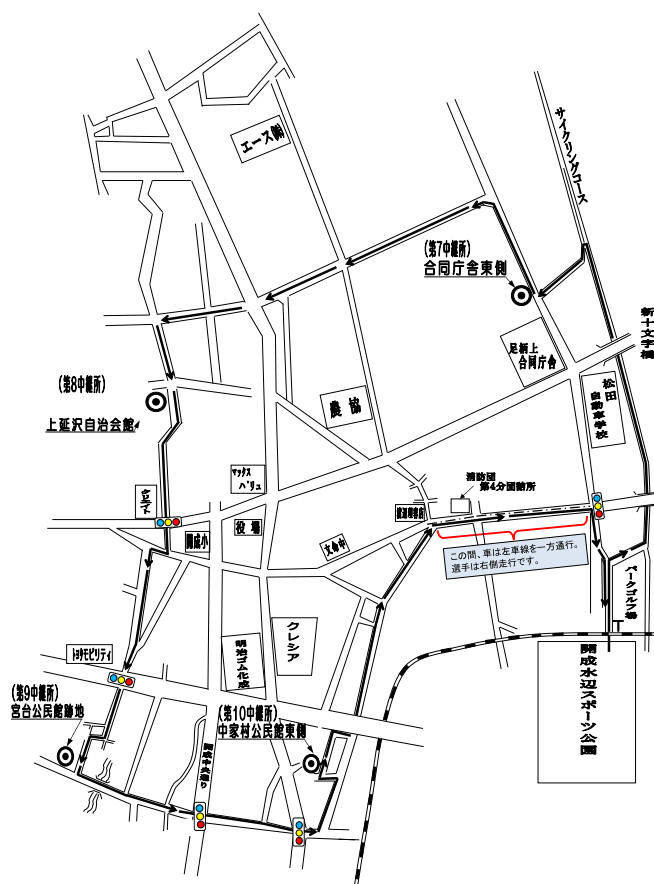 エース㈱
サイクリングコース
(第7中継所)
合同庁舎東側
新十文字橋
足柄上
合同庁舎
松田
自動車学校
(第8中継所)
上延沢自治会館
農協
マックス
バリュ
消防団
第4分団詰所
役場
開成小
文命中
この間、車は左車線を一方通行。
選手は右側走行です。
パークゴルフ場
クレシア
明治ゴム化成
トヨタモビリティ
開成水辺スポーツ公園
(第9中継所)
宮台公民館跡地
(第10中継所)
中家村公民館東側
開成中央通り